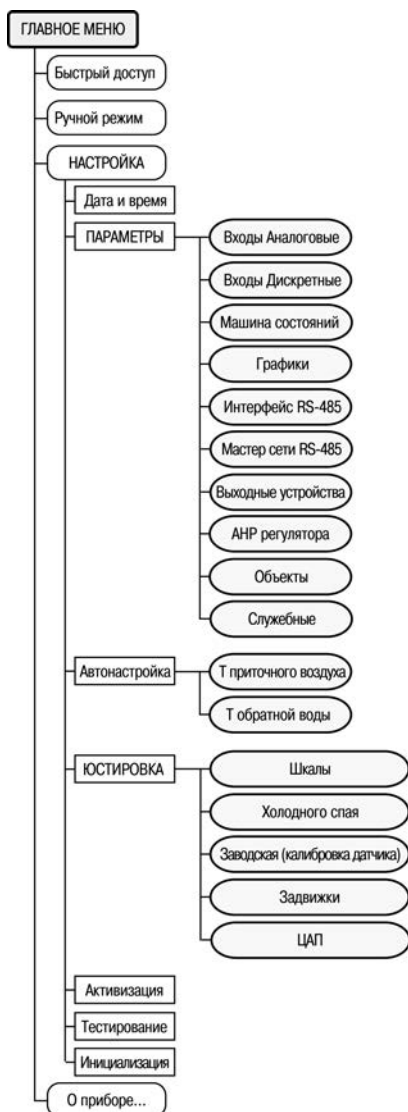 ГЛАВНОЕ МЕНЮ
Быстрый доступ
Ручной режим
НАСТРОЙКА
Дата и время
ПАРАМЕТРЫ
Входы Аналоговые
Входы Дискретные
Машина состояний
Графики
Интерфейс RS-485
Мастер сети RS-485
Выходные устройства
АНР регулятора
Объекты
Служебные
Автонастройка
Т приточного воздуха
Т обратной воды
ЮСТИРОВКА
Шкалы
Холодного спая
Заводская (калибровка датчика)
Задвижки
ЦАП
Активизация
Тестирование
Инициализация
О приборе...